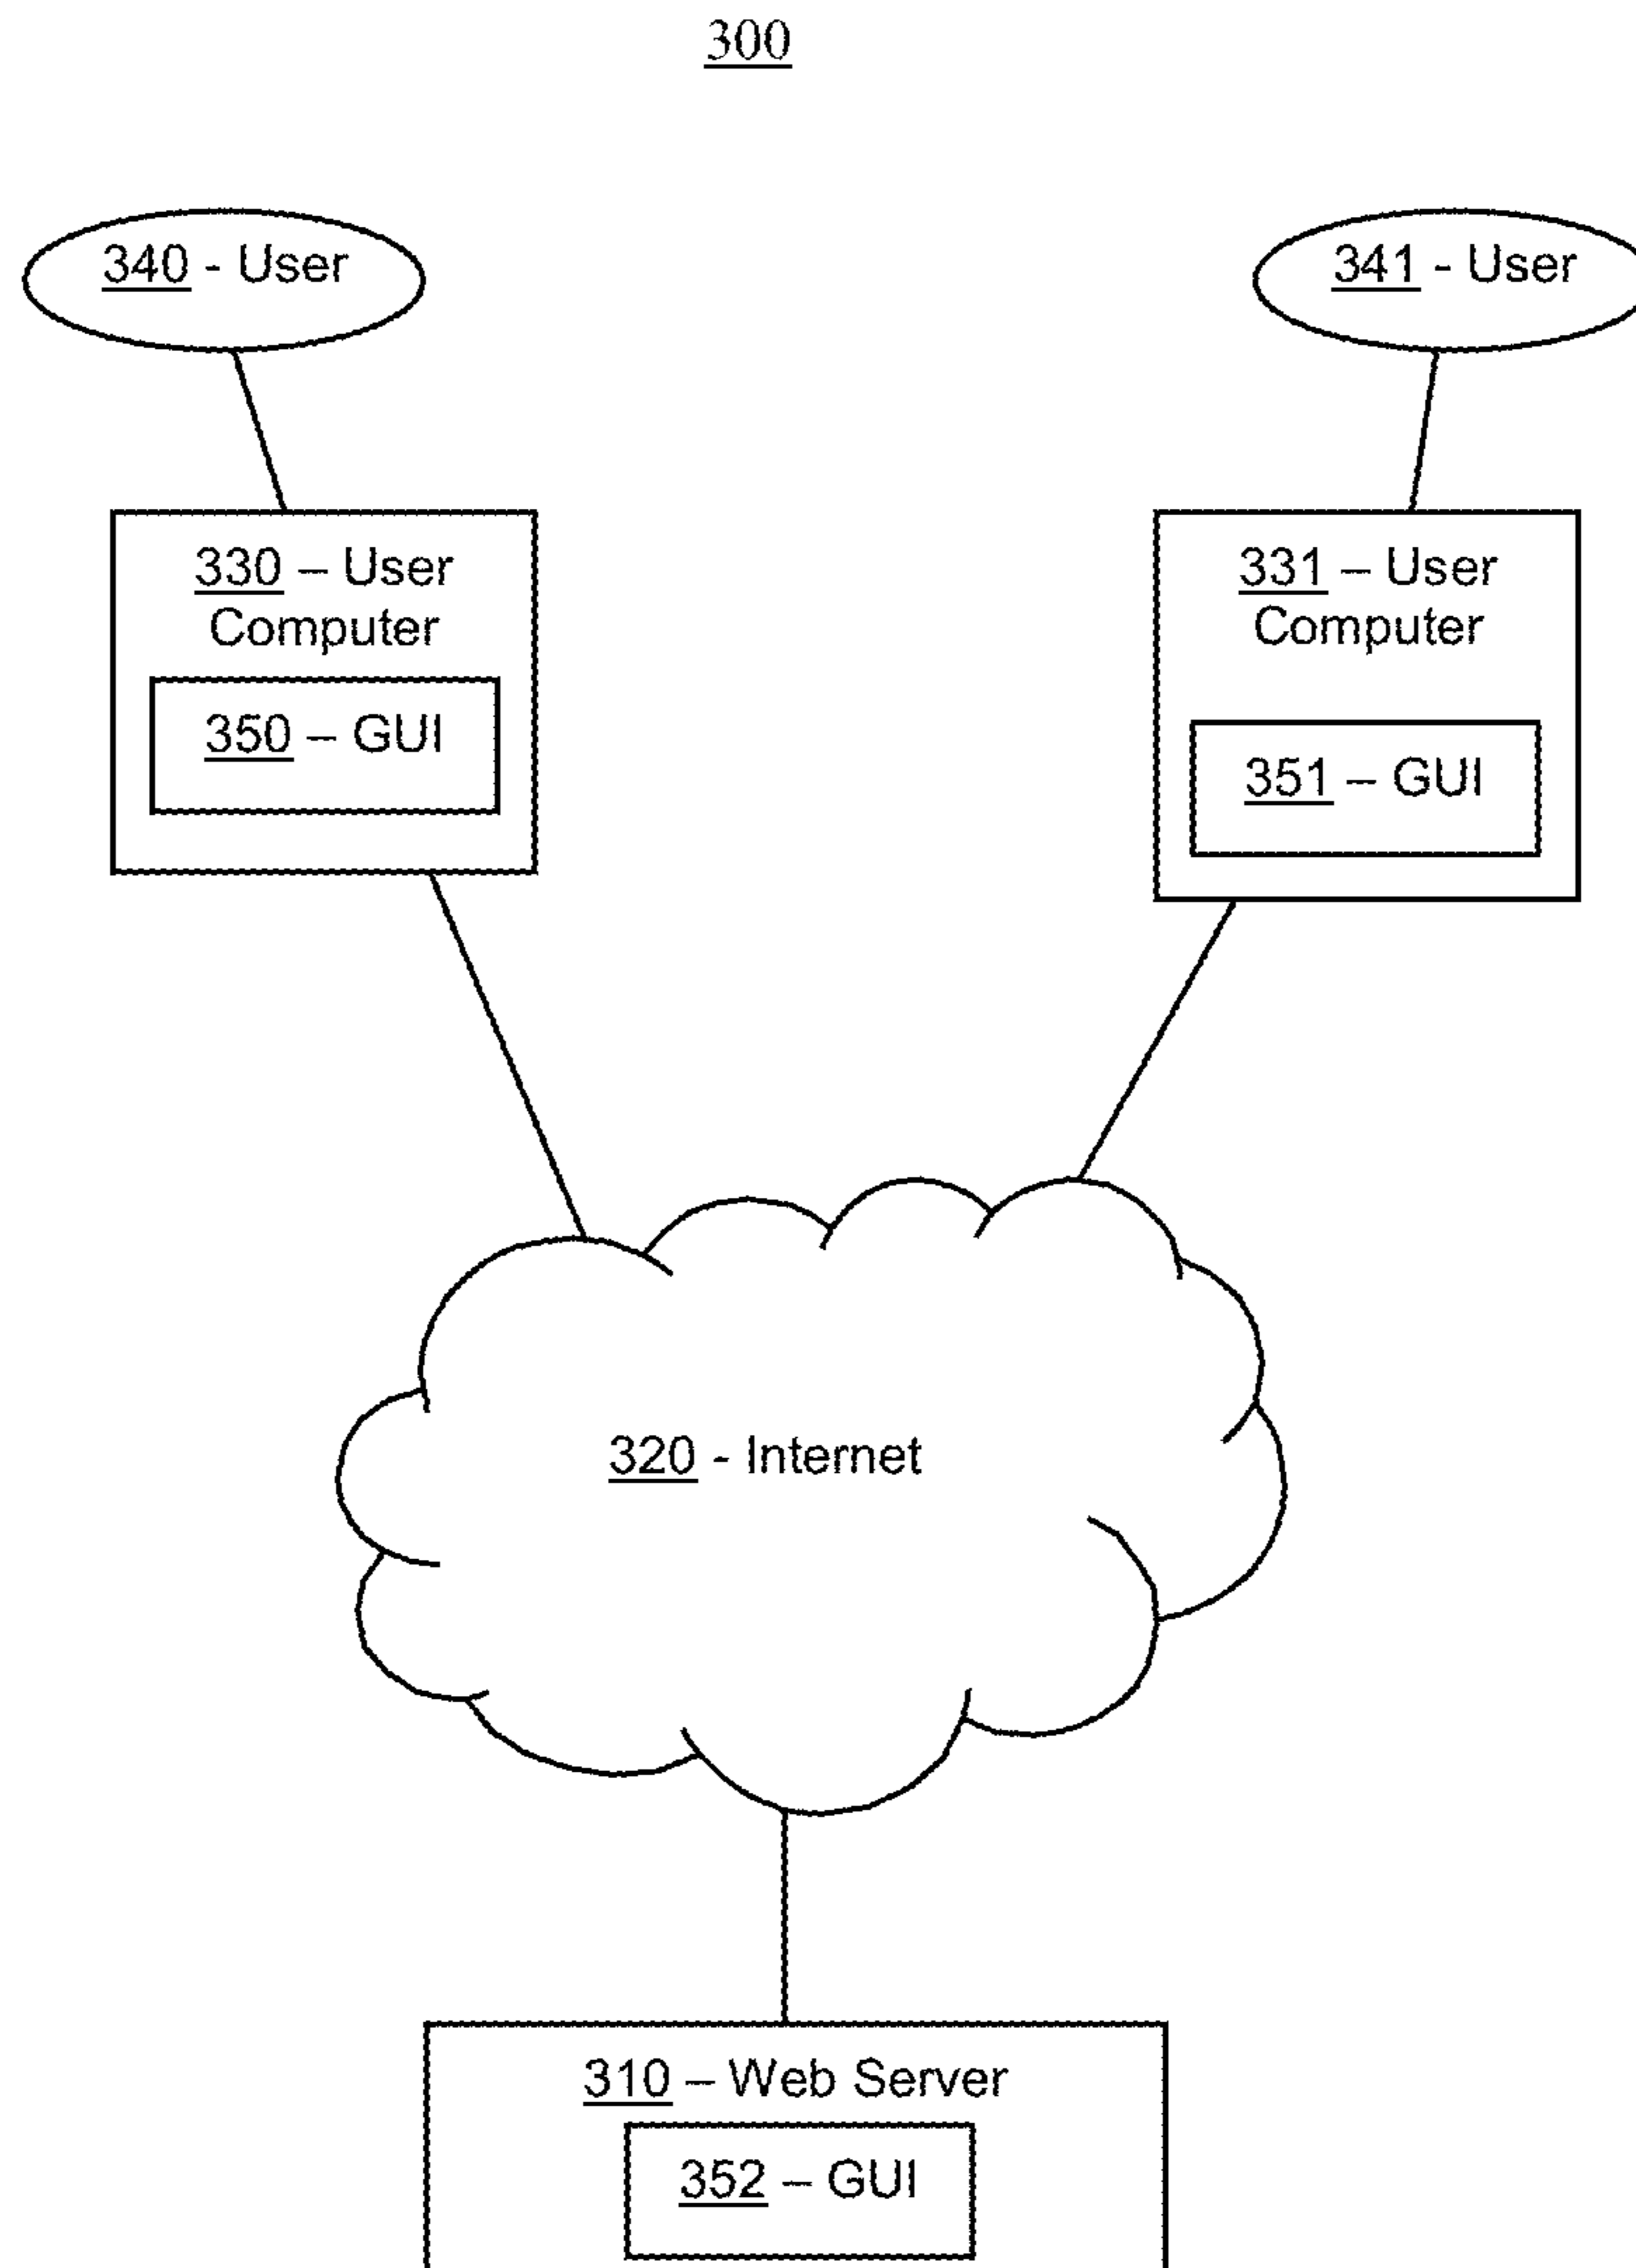 300
340 - User
341 - User
330 – User
Computer
350 – GUI
331 – User
Computer
351 – GUI
320 - Internet
310 – Web Server
352 – GUI